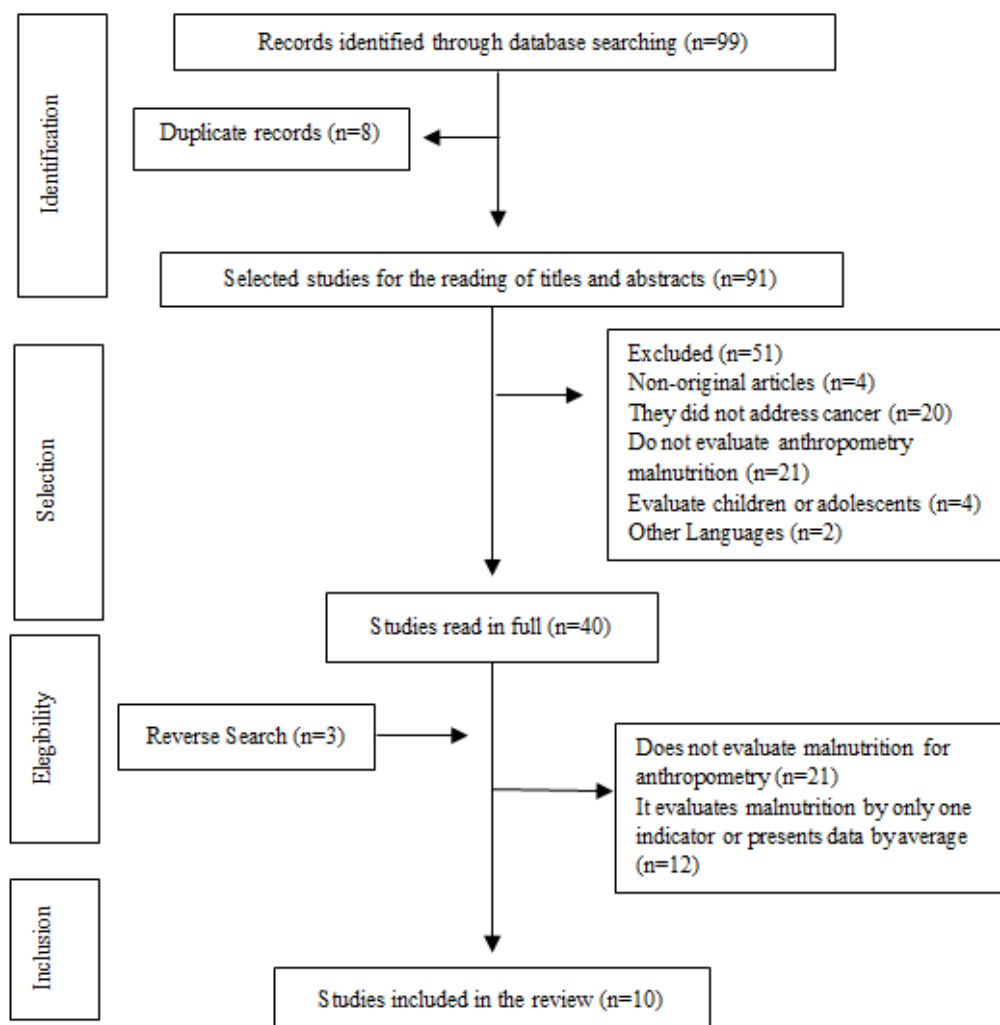 Identification
Records identified through database searching (n=99)
Duplicate records (n=8)
Selected studies for the reading of titles and abstracts (n=91)
Selection
Excluded (n=51)
Non-original articles (n=4)
They did not address cancer (n=20)
Do not evaluate anthropometry
malnutrition (n=21)
Evaluate children or adolescents (n=4)
Other Languages (n=2)
Studies read in full (n=40)
Elegibility
Reverse Search (n=3)
Does not evaluate malnutrition for
anthropometry (n=21)
It evaluates malnutrition by only one
indicator or presents data by average
(n=12)
Inclusion
Studies included in the review (n=10)